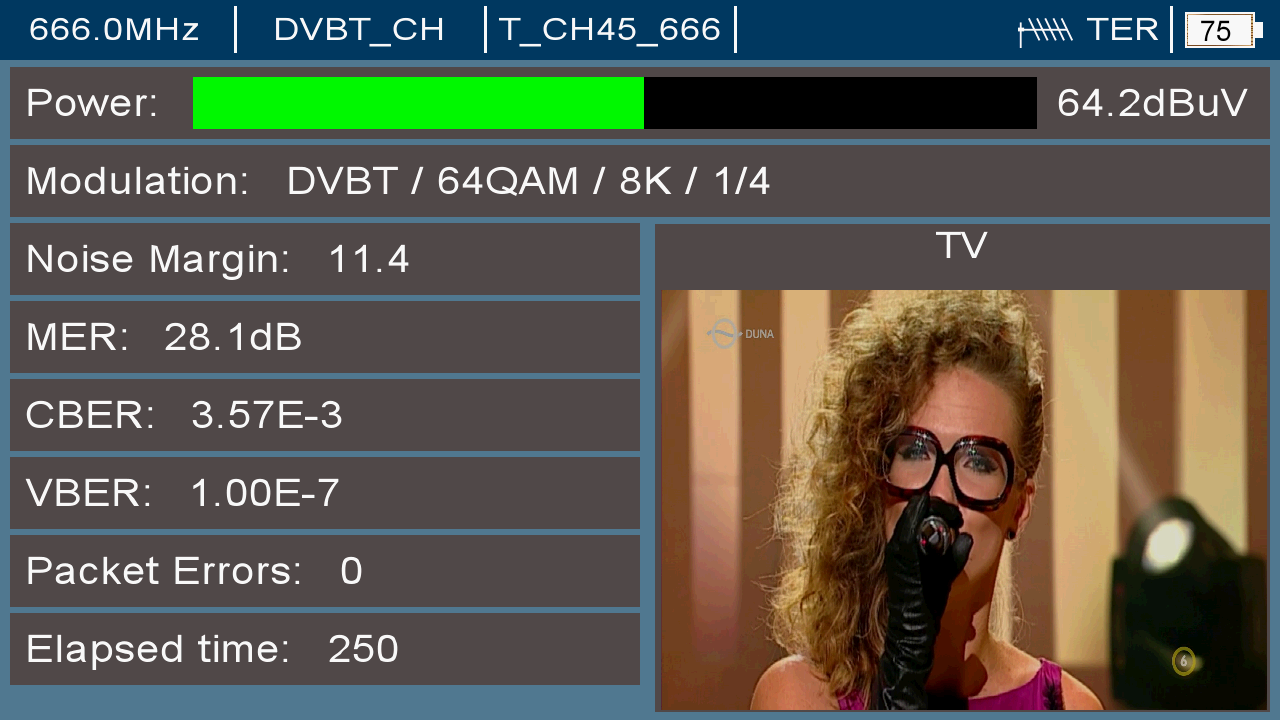 666.0MHz DVBT_CH T_CH45_666 TER 75
Power: 64.2dBuV
Modulation: DVBT / 64QAM / 8K / 1/4
Noise Margin: 11.4
TV
MER: 28.1dB
DUNA
CBER: 3.57E-3
VBER: 1.00E-7
Packet Errors: 0
Elapsed time: 250
6